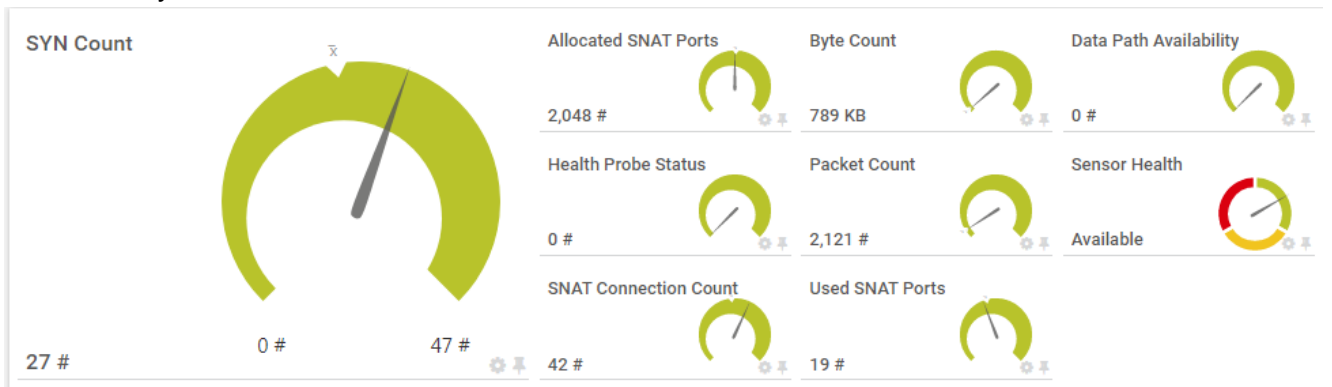 SYN Count
x̄
0 #
47 #
27 #
Allocated SNAT Ports
2,048 #
Byte Count
789 KB
Data Path Availability
0 #
Health Probe Status
0 #
Packet Count
2,121 #
Sensor Health
Available
SNAT Connection Count
42 #
Used SNAT Ports
19 #